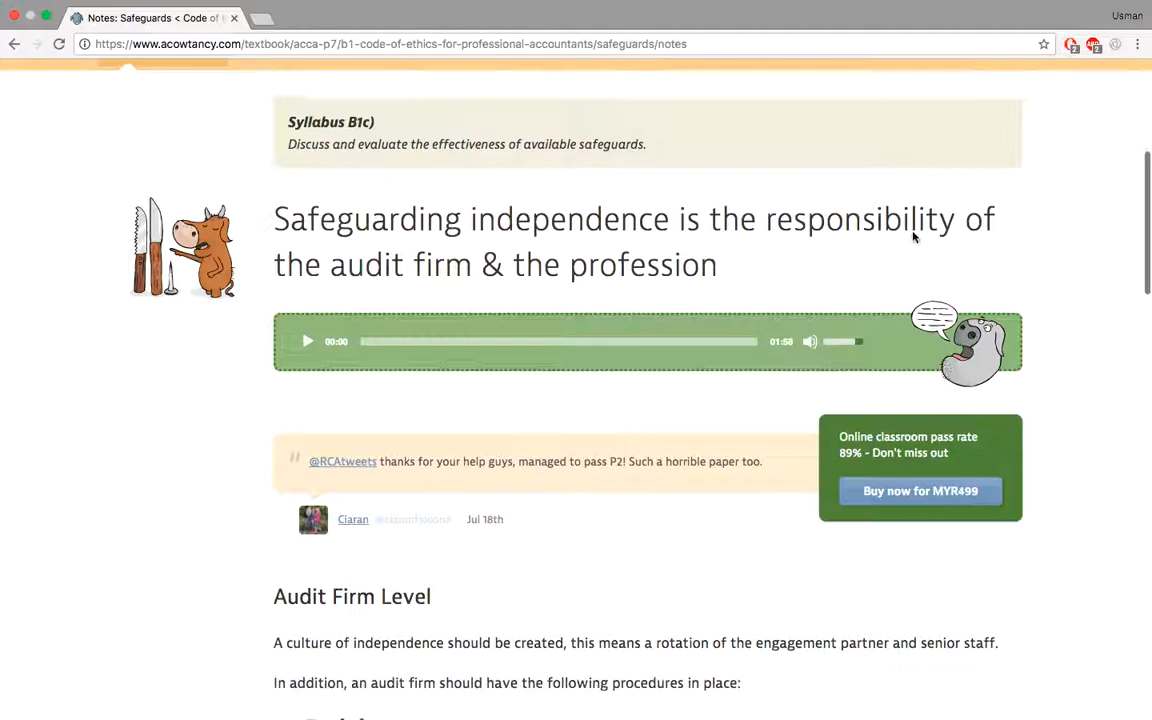 Notes: Safeguards < Code of
Usman
https://www.acowtancy.com/textbook/acca-p7/b1-code-of-ethics-for-professional-accountants/safeguards/notes
2
2
Syllabus B1c)
Discuss and evaluate the effectiveness of available safeguards.
Safeguarding independence is the responsibility of
the audit firm & the profession
00:00
01:58
Online classroom pass rate
89% - Don't miss out
Buy now for MYR499
@RCAtweets thanks for your help guys, managed to pass P2! Such a horrible paper too.
Ciaran
Jul 18th
Audit Firm Level
A culture of independence should be created, this means a rotation of the engagement partner and senior staff.
In addition, an audit firm should have the following procedures in place: